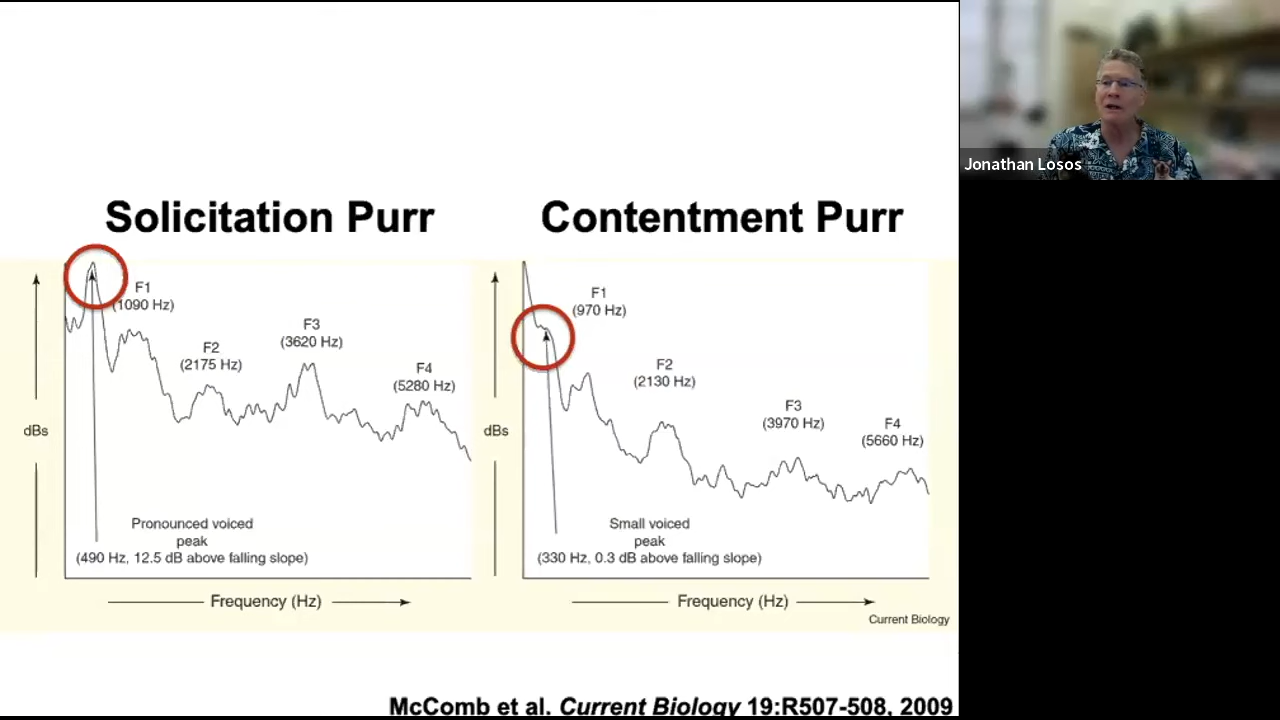 Jonathan Losos
Solicitation Purr
Contentment Purr
F1
(1090 Hz)
F2
(2175 Hz)
F3
(3620 Hz)
F4
(5280 Hz)
dBs
Pronounced voiced
peak
(490 Hz, 12.5 dB above falling slope)
Frequency (Hz)
F1
(970 Hz)
F2
(2130 Hz)
F3
(3970 Hz)
F4
(5660 Hz)
dBs
Small voiced
peak
(330 Hz, 0.3 dB above falling slope)
Frequency (Hz)
Current Biology
McComb et al. Current Biology 19:R507-508, 2009